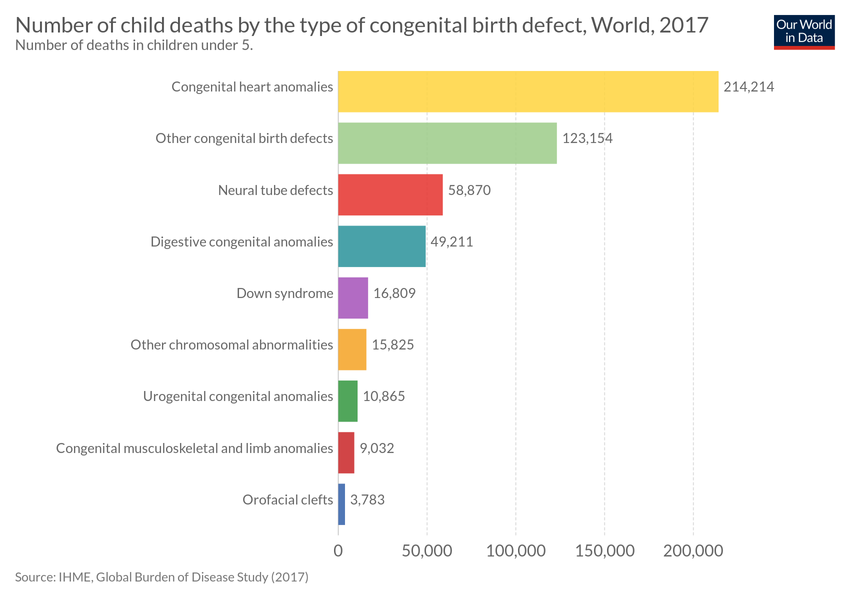 Number of child deaths by the type of congenital birth defect, World, 2017
Number of deaths in children under 5.
Our World
in Data
Congenital heart anomalies 214,214
Other congenital birth defects 123,154
Neural tube defects 58,870
Digestive congenital anomalies 49,211
Down syndrome 16,809
Other chromosomal abnormalities 15,825
Urogenital congenital anomalies 10,865
Congenital musculoskeletal and limb anomalies 9,032
Orofacial clefts 3,783
0 50,000 100,000 150,000 200,000
Source: IHME, Global Burden of Disease Study (2017)